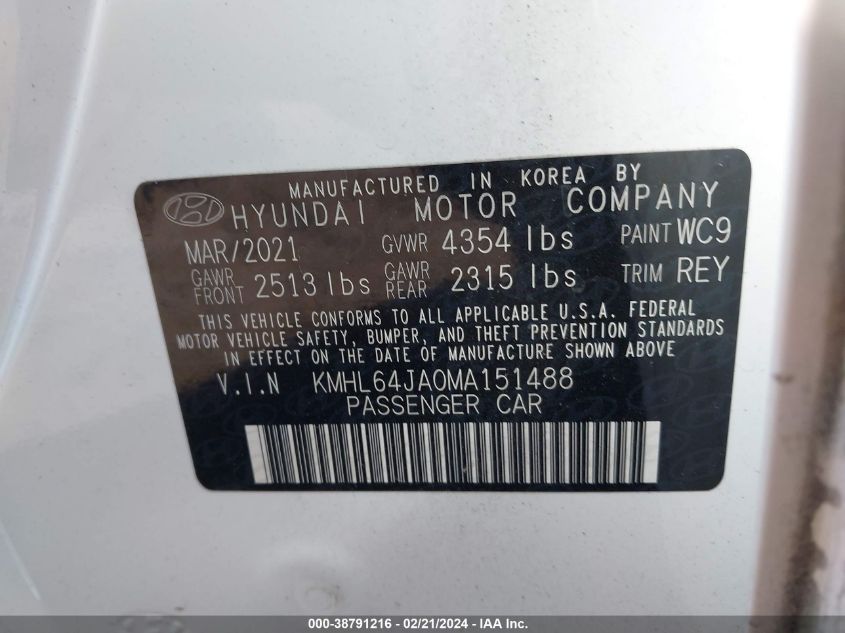 MANUFACTURED IN KOREA BY
HYUNDAI MOTOR COMPANY
MAR/2021 GVWR 4354 lbs PAINT WC9
GAWR FRONT 2513 lbs GAWR REAR 2315 lbs TRIM REY
THIS VEHICLE CONFORMS TO ALL APPLICABLE U.S.A. FEDERAL
MOTOR VEHICLE SAFETY, BUMPER, AND THEFT PREVENTION STANDARDS
IN EFFECT ON THE DATE OF MANUFACTURE SHOWN ABOVE
V.I.N KMHL64JA0MA151488
PASSENGER CAR
000-38791216 - 02/21/2024 - IAA Inc.